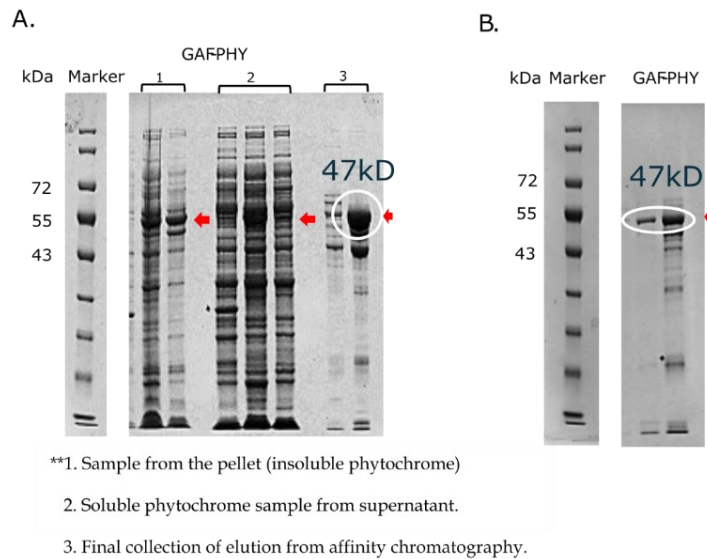 A.
GAFPHY
kDa Marker 1 2 3
47kD
72
55
43
B.
kDa Marker GAFPHY
47kD
72
55
43
**1. Sample from the pellet (insoluble phytochrome)
2. Soluble phytochrome sample from supernatant.
3. Final collection of elution from affinity chromatography.